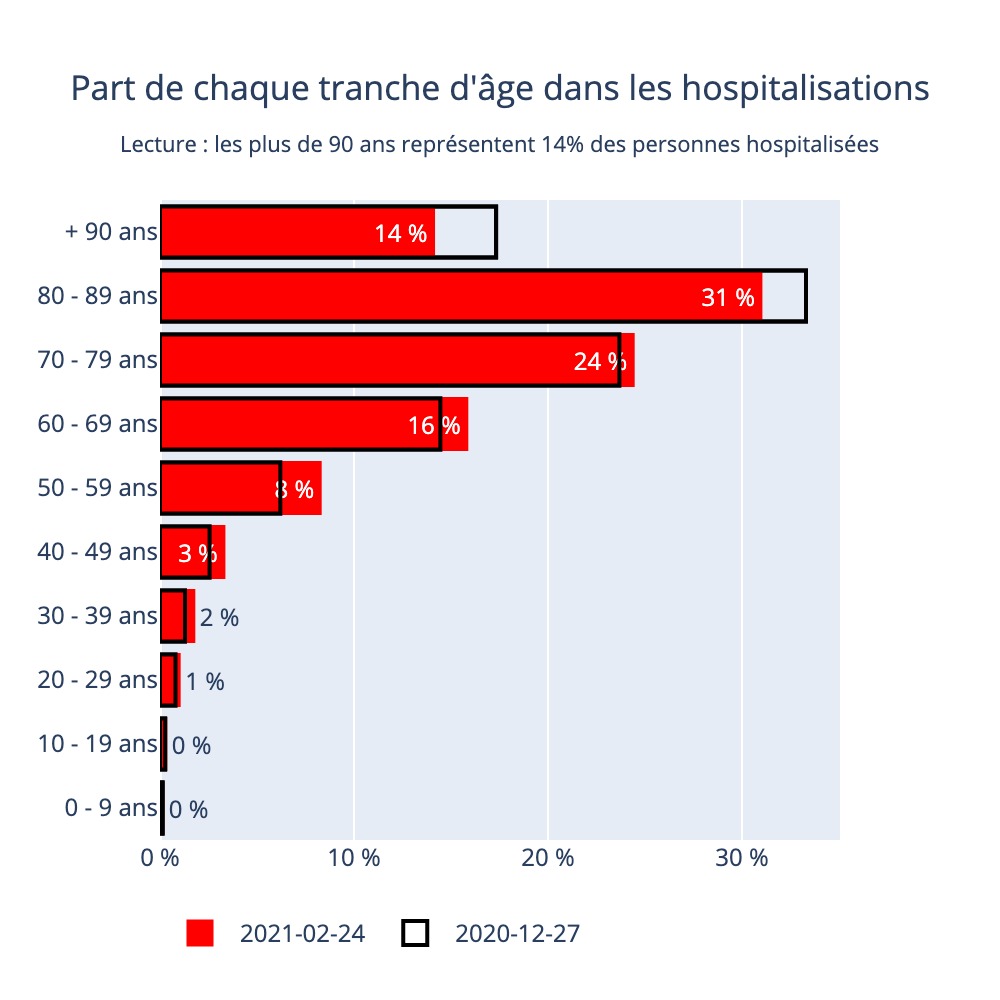 Part de chaque tranche d'âge dans les hospitalisations
Lecture : les plus de 90 ans représentent 14% des personnes hospitalisées
+ 90 ans 14 %
80 - 89 ans 31 %
70 - 79 ans 24 %
60 - 69 ans 16 %
50 - 59 ans 8 %
40 - 49 ans 3 %
30 - 39 ans 2 %
20 - 29 ans 1 %
10 - 19 ans 0 %
0 - 9 ans 0 %
0 % 10 % 20 % 30 %
2021-02-24 2020-12-27